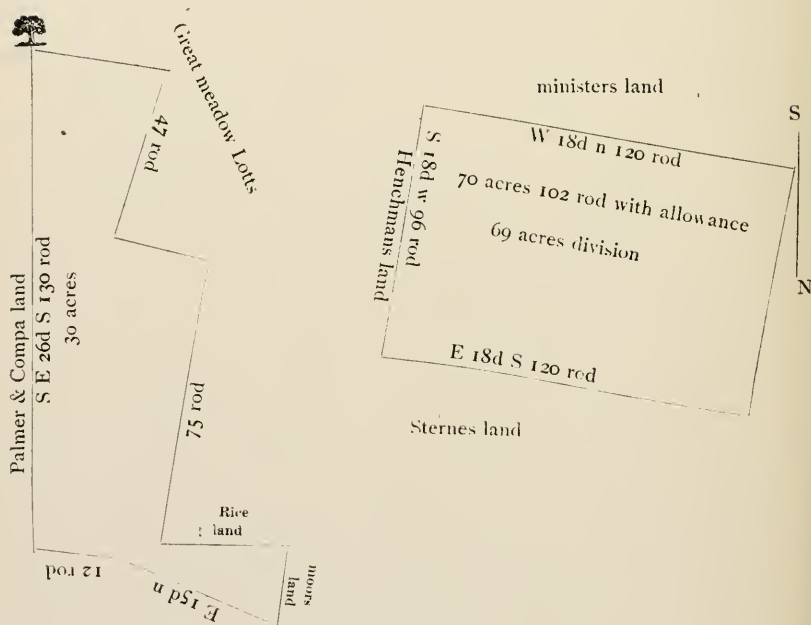 Great meadow Lotts
47 rod
Palmer & Compa land
S E 26d S 130 rod
30 acres
75 rod
Rice
land
moors
land
12 rod
E 15d n
ministers land
W 18d n 120 rod
70 acres 102 rod with allowance
69 acres division
S 18d w 96 rod
Henchmans land
E 18d S 120 rod
Sternes land
S
N